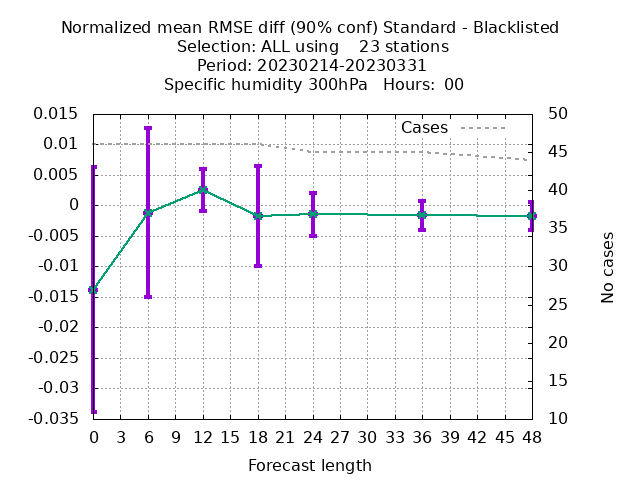 Normalized mean RMSE diff (90% conf) Standard - Blacklisted
Selection: ALL using 23 stations
Period: 20230214-20230331
Specific humidity 300hPa Hours: 00
0.015
0.01
0.005
0
-0.005
-0.01
-0.015
-0.02
-0.025
-0.03
-0.035
Cases
50
45
40
35
30
25
20
15
10
No cases
0 3 6 9 12 15 18 21 24 27 30 33 36 39 42 45 48
Forecast length